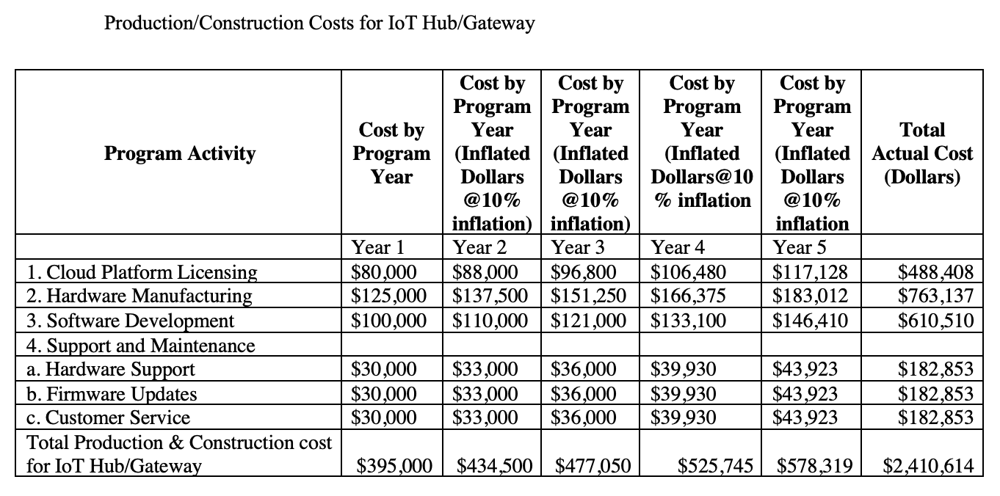 Production/Construction Costs for IoT Hub/Gateway
Program Activity
Cost by
Program
Year
Cost by
Program
Year
(Inflated
Dollars
@10%
inflation)
Cost by
Program
Year
(Inflated
Dollars
@10%
inflation)
Cost by
Program
Year
(Inflated
Dollars@10
% inflation
Cost by
Program
Year
(Inflated
Dollars
@10%
inflation
Total
Actual Cost
(Dollars)
Year 1 Year 2 Year 3 Year 4 Year 5
1. Cloud Platform Licensing $80,000 $88,000 $96,800 $106,480 $117,128 $488,408
2. Hardware Manufacturing $125,000 $137,500 $151,250 $166,375 $183,012 $763,137
3. Software Development $100,000 $110,000 $121,000 $133,100 $146,410 $610,510
4. Support and Maintenance
a. Hardware Support $30,000 $33,000 $36,000 $39,930 $43,923 $182,853
b. Firmware Updates $30,000 $33,000 $36,000 $39,930 $43,923 $182,853
c. Customer Service $30,000 $33,000 $36,000 $39,930 $43,923 $182,853
Total Production & Construction cost
for IoT Hub/Gateway $395,000 $434,500 $477,050 $525,745 $578,319 $2,410,614